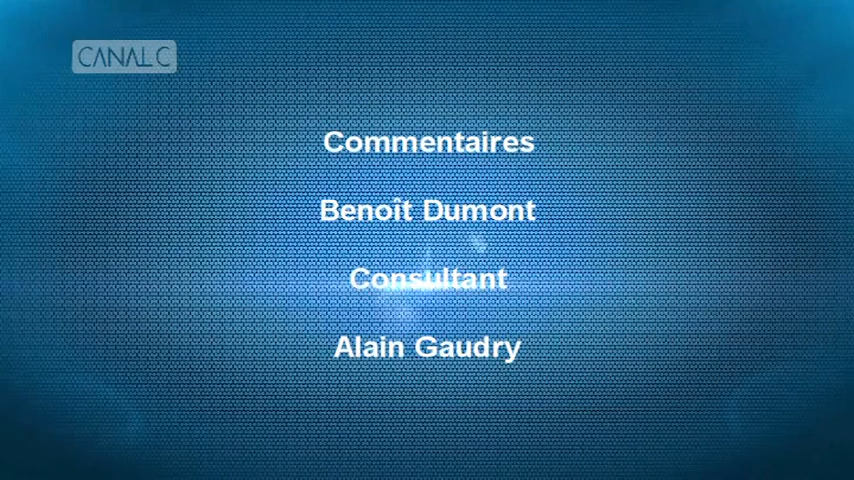 CANAL C
Commentaires
Benoît Dumont
Consultant
Alain Gaudry